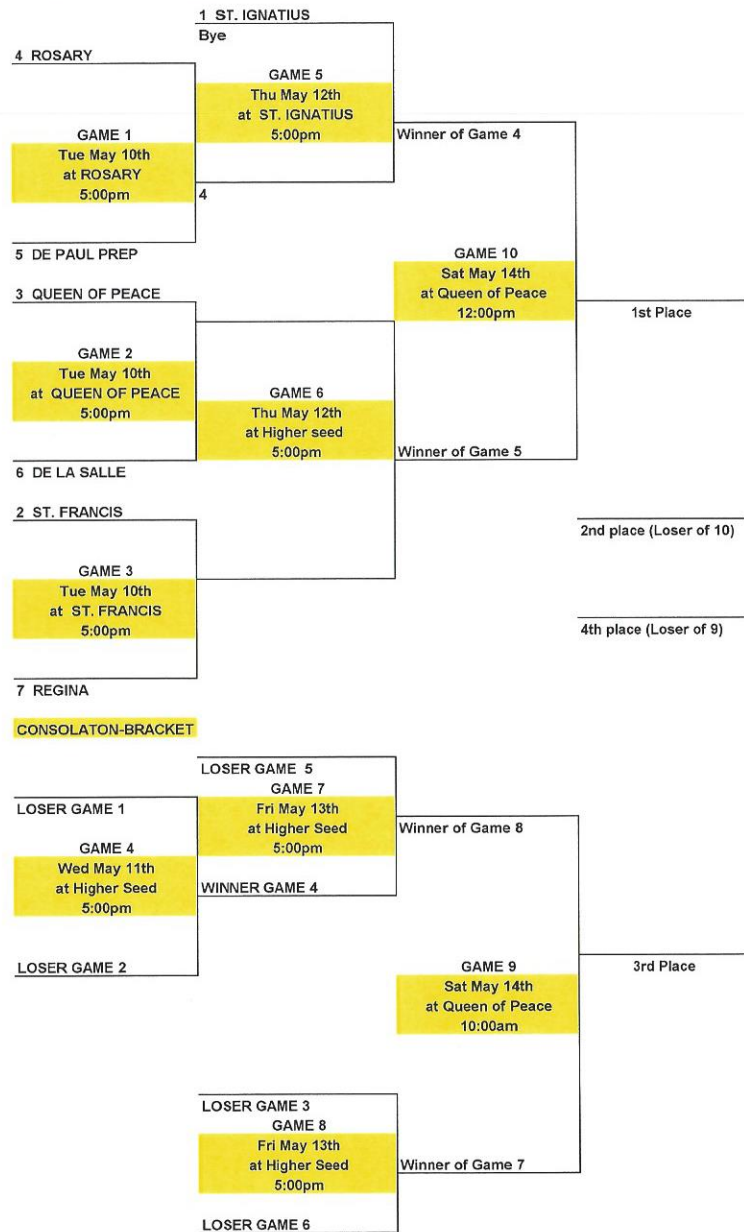 1 ST. IGNATIUS
Bye
4 ROSARY
GAME 5
Thu May 12th
at ST. IGNATIUS
5:00pm
Winner of Game 4
GAME 1
Tue May 10th
at ROSARY
5:00pm
4
5 DE PAUL PREP
GAME 10
Sat May 14th
at Queen of Peace
12:00pm
1st Place
3 QUEEN OF PEACE
GAME 2
Tue May 10th
at QUEEN OF PEACE
5:00pm
GAME 6
Thu May 12th
at Higher seed
5:00pm
Winner of Game 5
6 DE LA SALLE
2 ST. FRANCIS
2nd place (Loser of 10)
GAME 3
Tue May 10th
at ST. FRANCIS
5:00pm
4th place (Loser of 9)
7 REGINA
CONSOLATON-BRACKET
LOSER GAME 5
GAME 7
Fri May 13th
at Higher Seed
5:00pm
LOSER GAME 1
Winner of Game 8
GAME 4
Wed May 11th
at Higher Seed
5:00pm
WINNER GAME 4
LOSER GAME 2
GAME 9
Sat May 14th
at Queen of Peace
10:00am
3rd Place
LOSER GAME 3
GAME 8
Fri May 13th
at Higher Seed
5:00pm
Winner of Game 7
LOSER GAME 6